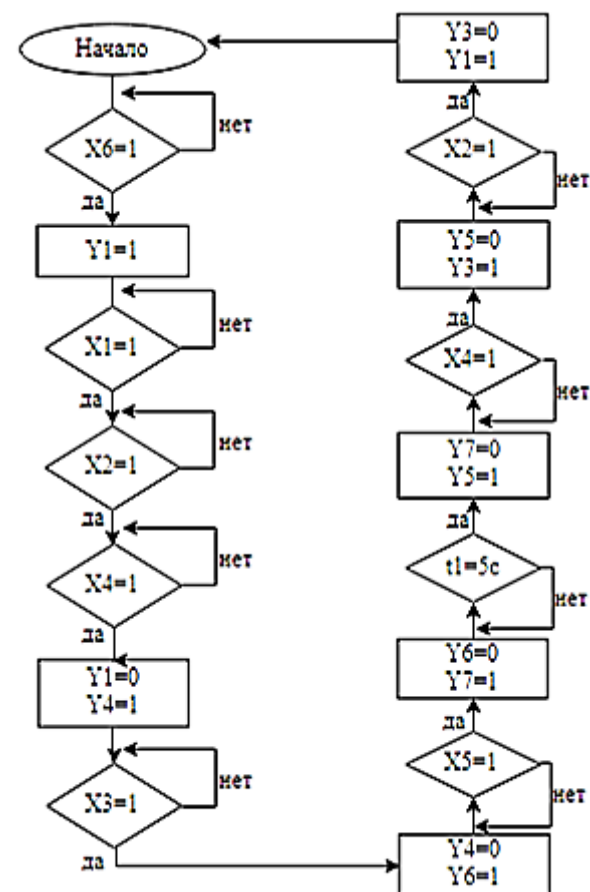 Начало
X6=1
нет
да
Y1=1
X1=1
нет
да
X2=1
нет
да
X4=1
нет
да
Y1=0
Y4=1
X3=1
нет
да
Y4=0
Y6=1
нет
X5=1
да
Y6=0
Y7=1
нет
t1=5с
да
Y7=0
Y5=1
нет
X4=1
да
Y5=0
Y3=1
нет
X2=1
да
Y3=0
Y1=1